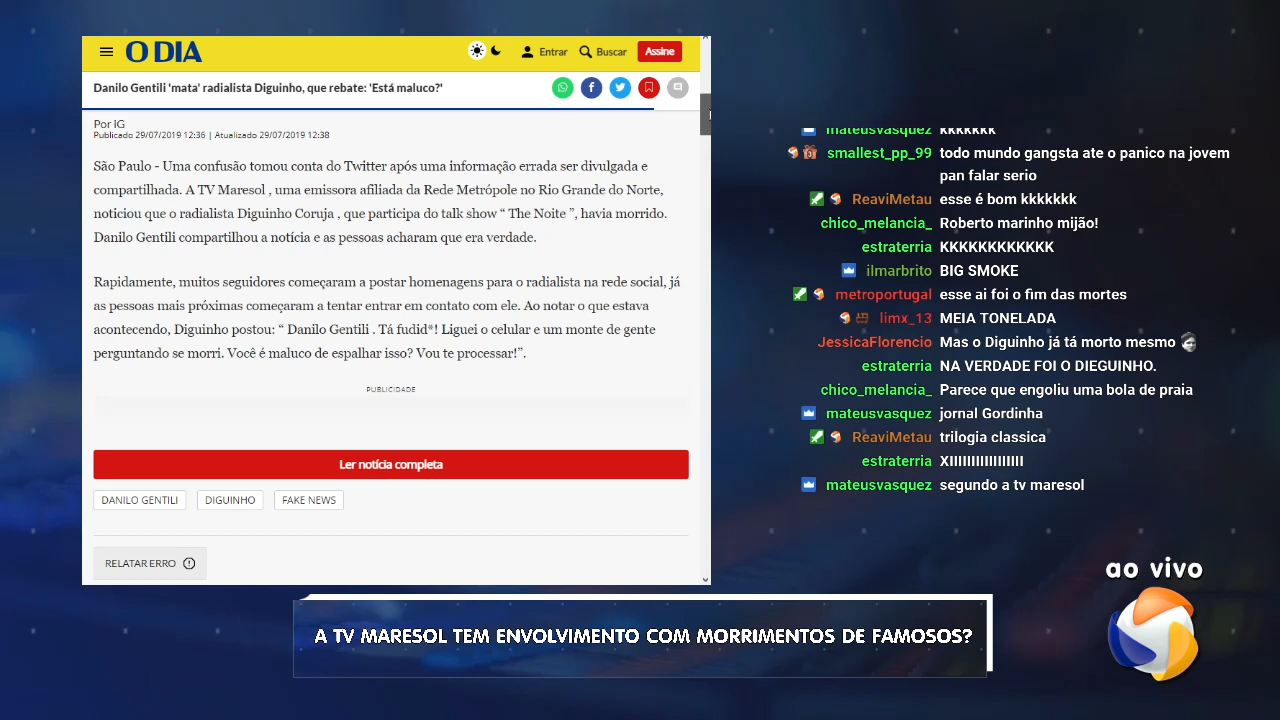 O DIA
Entrar
Buscar
Assine
Danilo Gentili 'mata' radialista Diguinho, que rebate: 'Está maluco?'
Por IG
Publicado 29/07/2019 12:36 | Atualizado 29/07/2019 12:38
São Paulo - Uma confusão tomou conta do Twitter após uma informação errada ser divulgada e
compartilhada. A TV Maresol , uma emissora afiliada da Rede Metrópole no Rio Grande do Norte,
noticiou que o radialista Diguinho Coruja , que participa do talk show “ The Noite ”, havia morrido.
Danilo Gentili compartilhou a notícia e as pessoas acharam que era verdade.
Rapidamente, muitos seguidores começaram a postar homenagens para o radialista na rede social, já
as pessoas mais próximas começaram a tentar entrar em contato com ele. Ao notar o que estava
acontecendo, Diguinho postou: “ Danilo Gentili . Tá fudid*! Liguei o celular e um monte de gente
perguntando se morri. Você é maluco de espalhar isso? Vou te processar!”.
PUBLICIDADE
Ler notícia completa
DANILO GENTILI
DIGUINHO
FAKE NEWS
RELATAR ERRO
mateusvasquez kkkkkkk
smallest_pp_99 todo mundo gangsta ate o panico na jovem
pan falar serio
ReaviMetau esse é bom kkkkkkk
chico_melancia_ Roberto marinho mijão!
estraterria KKKKKKKKKKKK
ilmarbrito BIG SMOKE
metroportugal esse ai foi o fim das mortes
limx_13 MEIA TONELADA
JessicaFlorencio Mas o Diguinho já tá morto mesmo
estraterria NA VERDADE FOI O DIEGUINHO.
chico_melancia_ Parece que engoliu uma bola de praia
mateusvasquez jornal Gordinha
ReaviMetau trilogia classica
estraterria XIIIIIIIIIIIIIIIII
mateusvasquez segundo a tv maresol
ao vivo
A TV MARESOL TEM ENVOLVIMENTO COM MORRIMENTOS DE FAMOSOS?